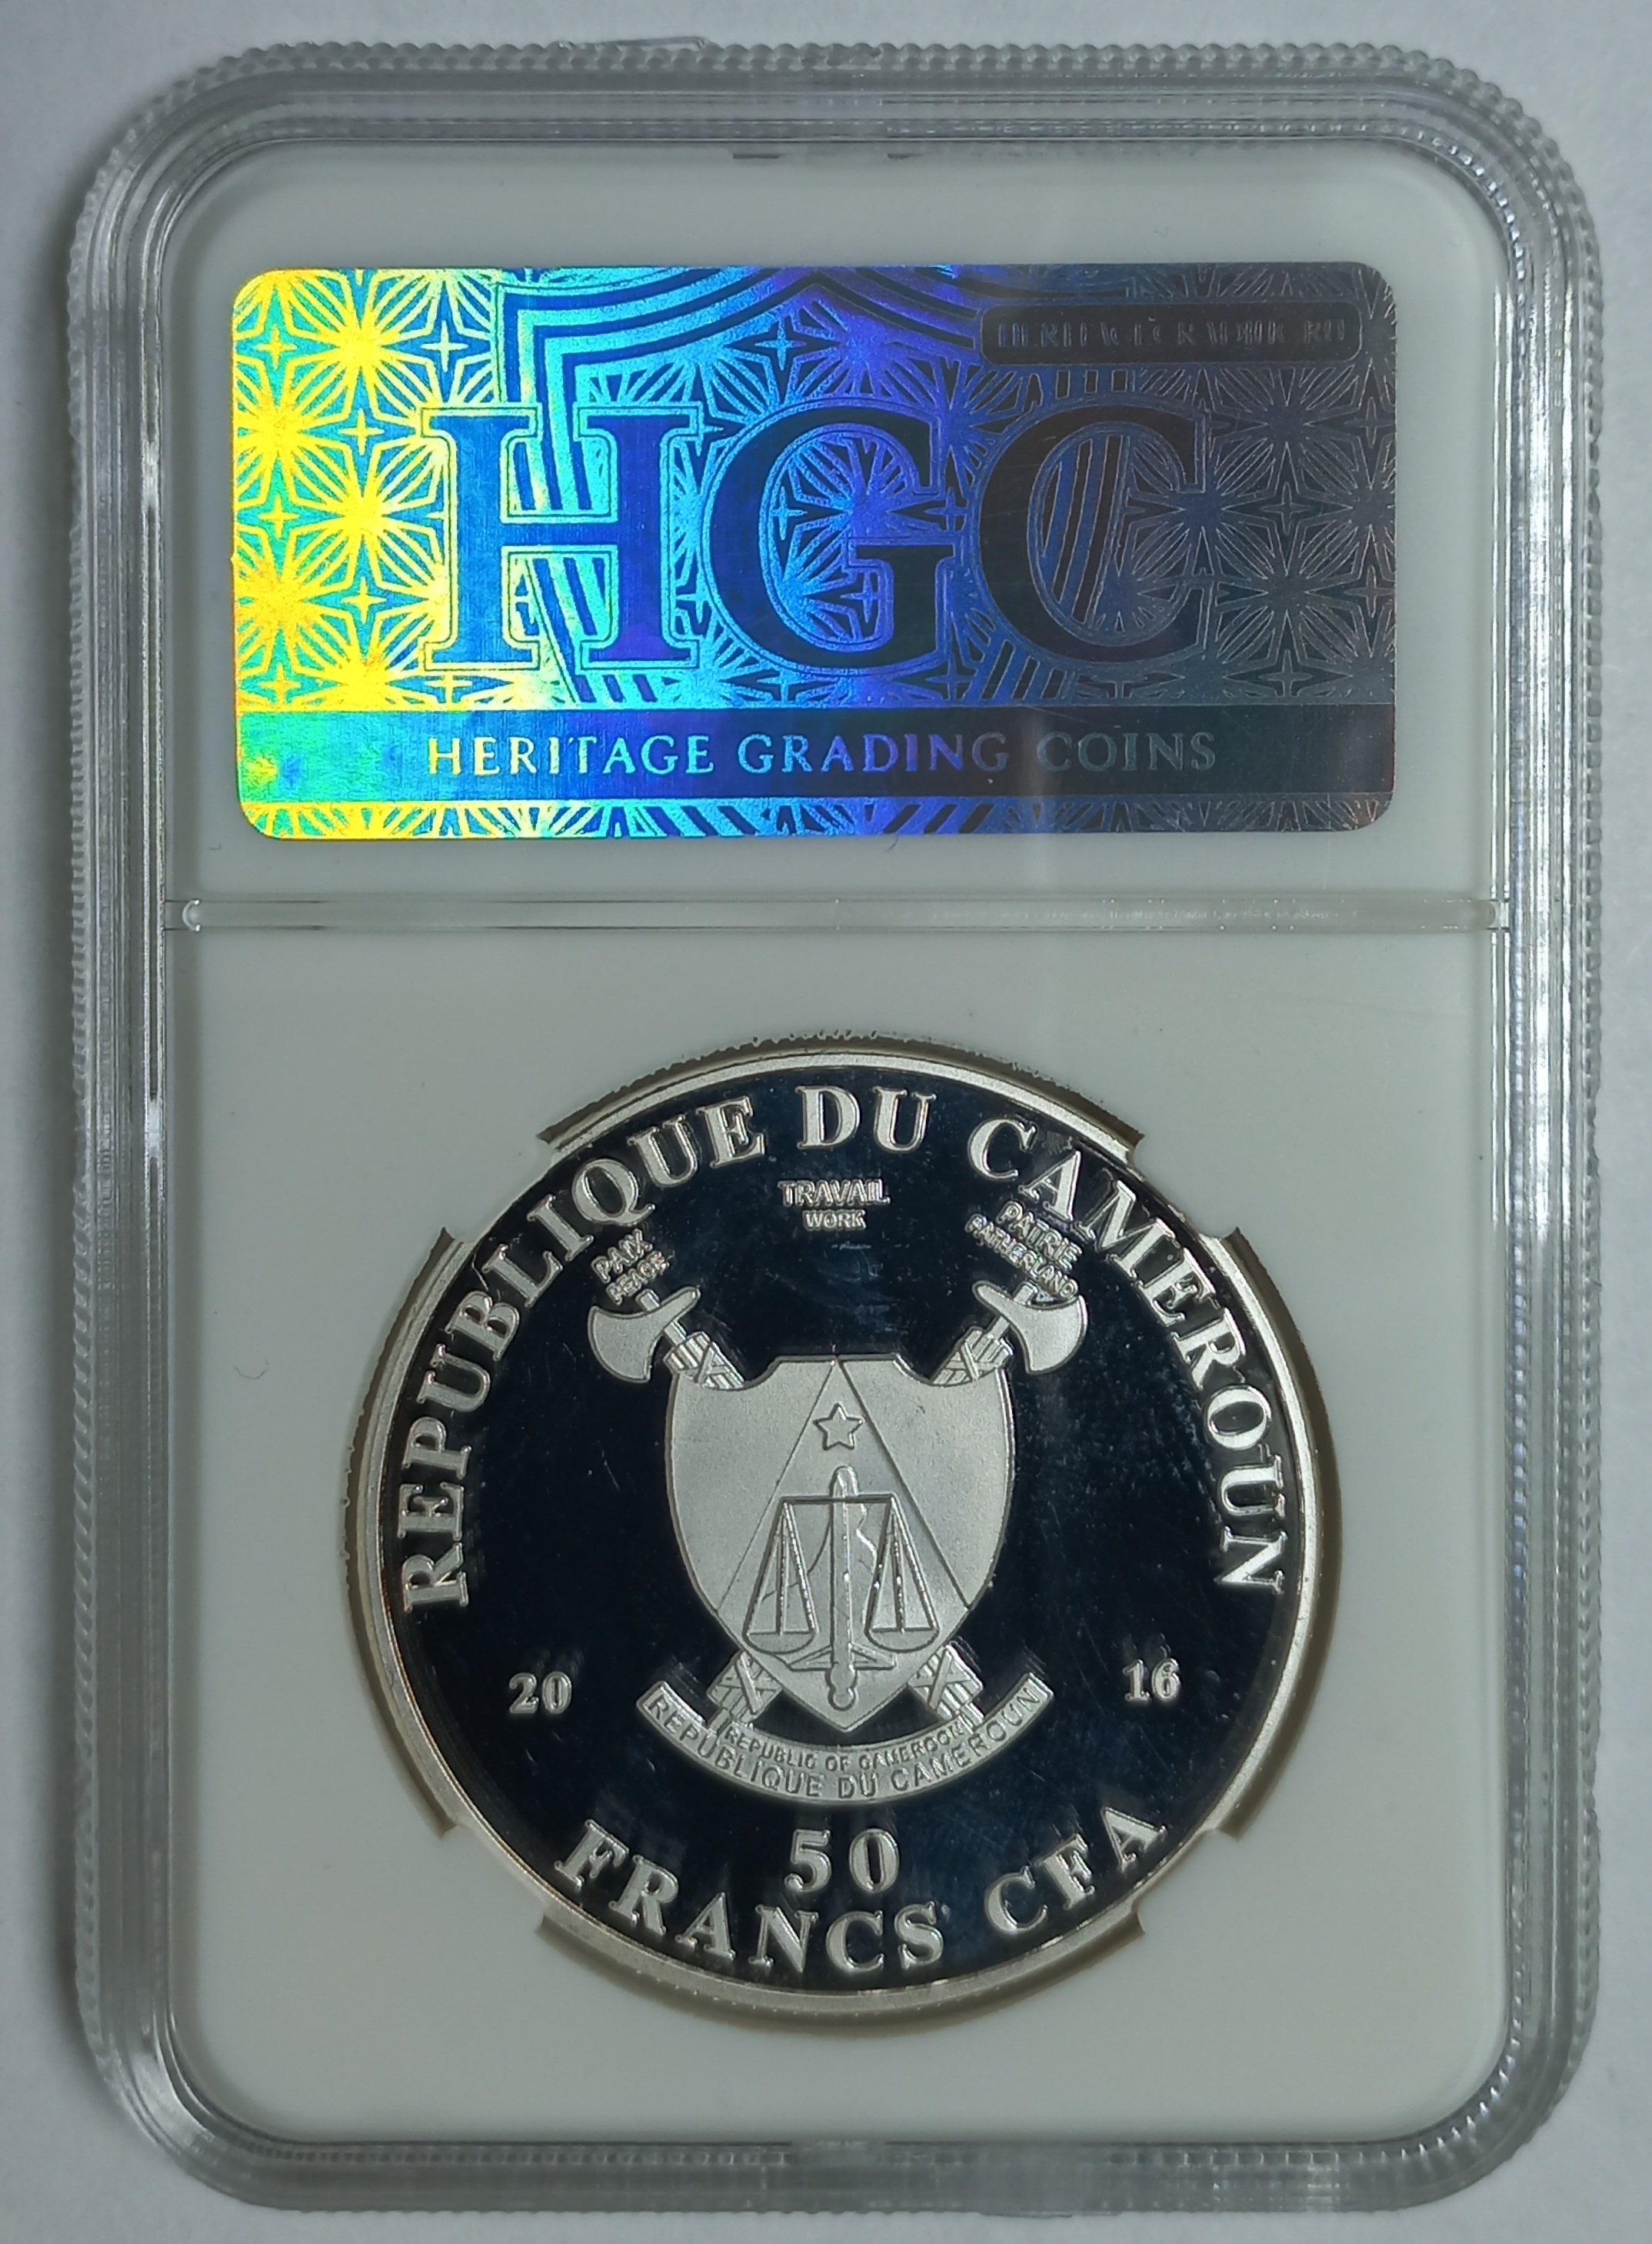 HGC
HERITAGE GRADING COINS
REPUBLIQUE DU CAMEROUN
TRAVAIL
WORK
PAIX
PEACE
PATRIE
PATHERLAND
20
16
REPUBLIC OF CAMEROON
REPUBLIQUE DU CAMEROUN
50
FRANCS CFA